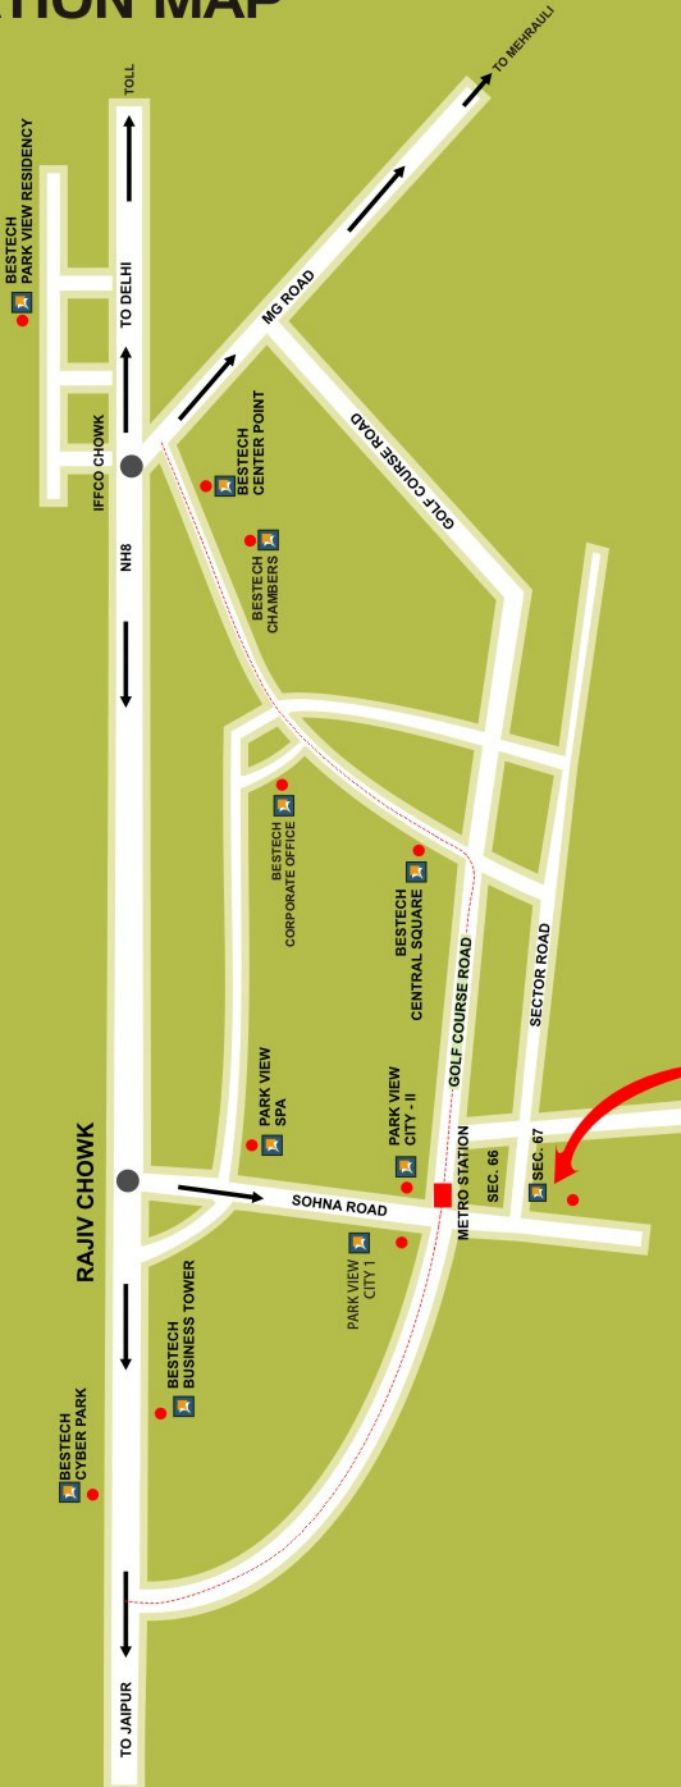 ATION MAP
TO MEHRAULI
TOLL
BESTECH
PARK VIEW RESIDENCY
TO DELHI
MG ROAD
IFFCO CHOWK
BESTECH
CENTER POINT
GOLF COURSE ROAD
NH8
BESTECH
CHAMBERS
BESTECH
CORPORATE OFFICE
BESTECH
CENTRAL SQUARE
GOLF COURSE ROAD
SECTOR ROAD
PARK VIEW
SPA
PARK VIEW
CITY - II
METRO STATION
SEC. 66
SEC. 67
RAJIV CHOWK
SOHNA ROAD
PARK VIEW
CITY 1
BESTECH
BUSINESS TOWER
BESTECH
CYBER PARK
TO JAIPUR